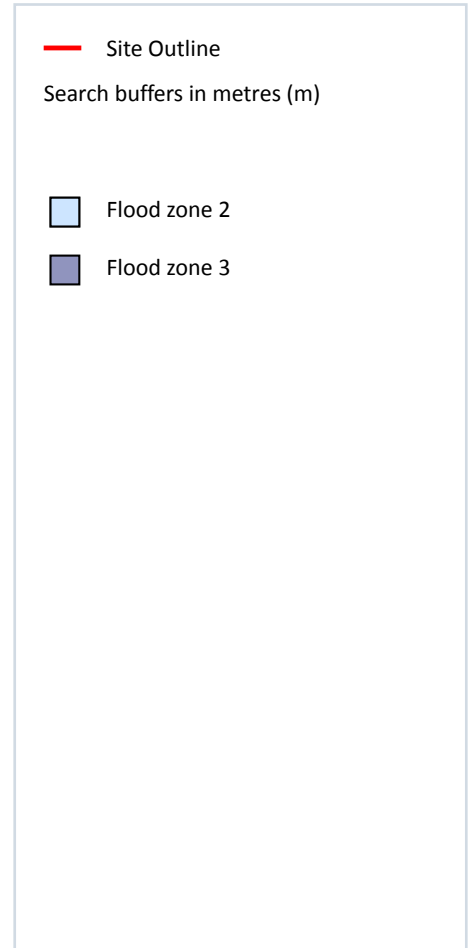 Site Outline
Search buffers in metres (m)
Flood zone 2
Flood zone 3